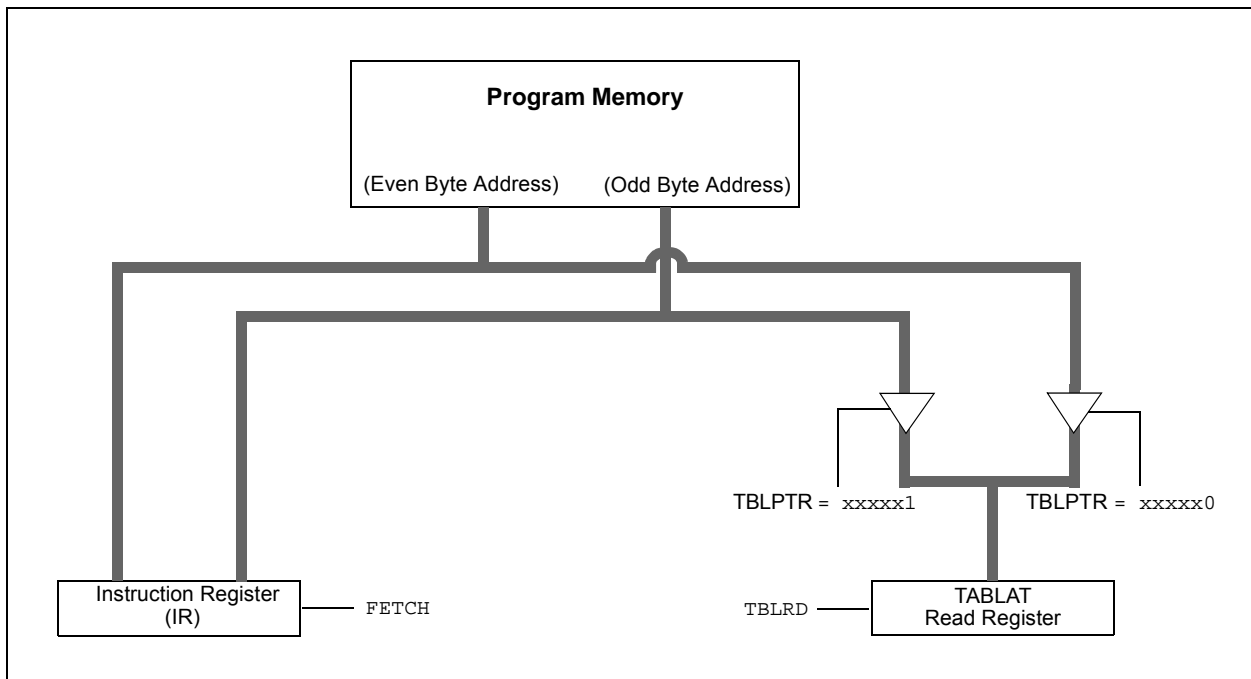 Program Memory
(Even Byte Address)
(Odd Byte Address)
TBLPTR = xxxxx1
TBLPTR = xxxxx0
Instruction Register
(IR)
FETCH
TBLRD
TABLAT
Read Register